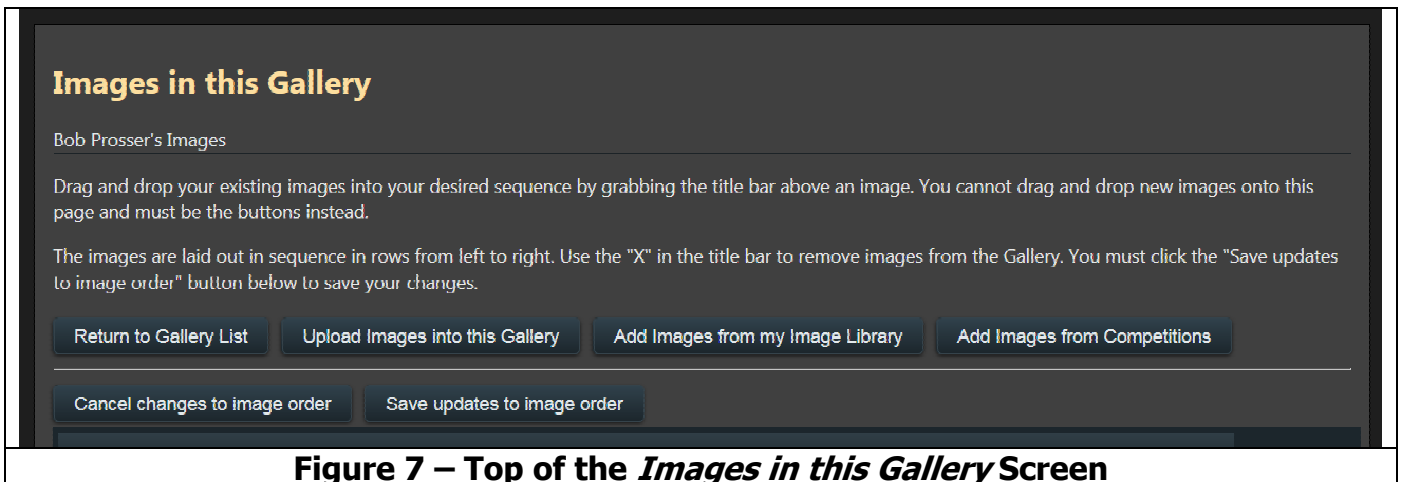 Images in this Gallery
Bob Prosser's Images
Drag and drop your existing images into your desired sequence by grabbing the title bar above an image. You cannot drag and drop new images onto this
page and must be the buttons instead.
The images are laid out in sequence in rows from left to right. Use the "X" in the title bar to remove images from the Gallery. You must click the "Save updates
to image order" button below to save your changes.
Return to Gallery List Upload Images into this Gallery Add Images from my Image Library Add Images from Competitions
Cancel changes to image order Save updates to image order
Figure 7 – Top of the Images in this Gallery Screen